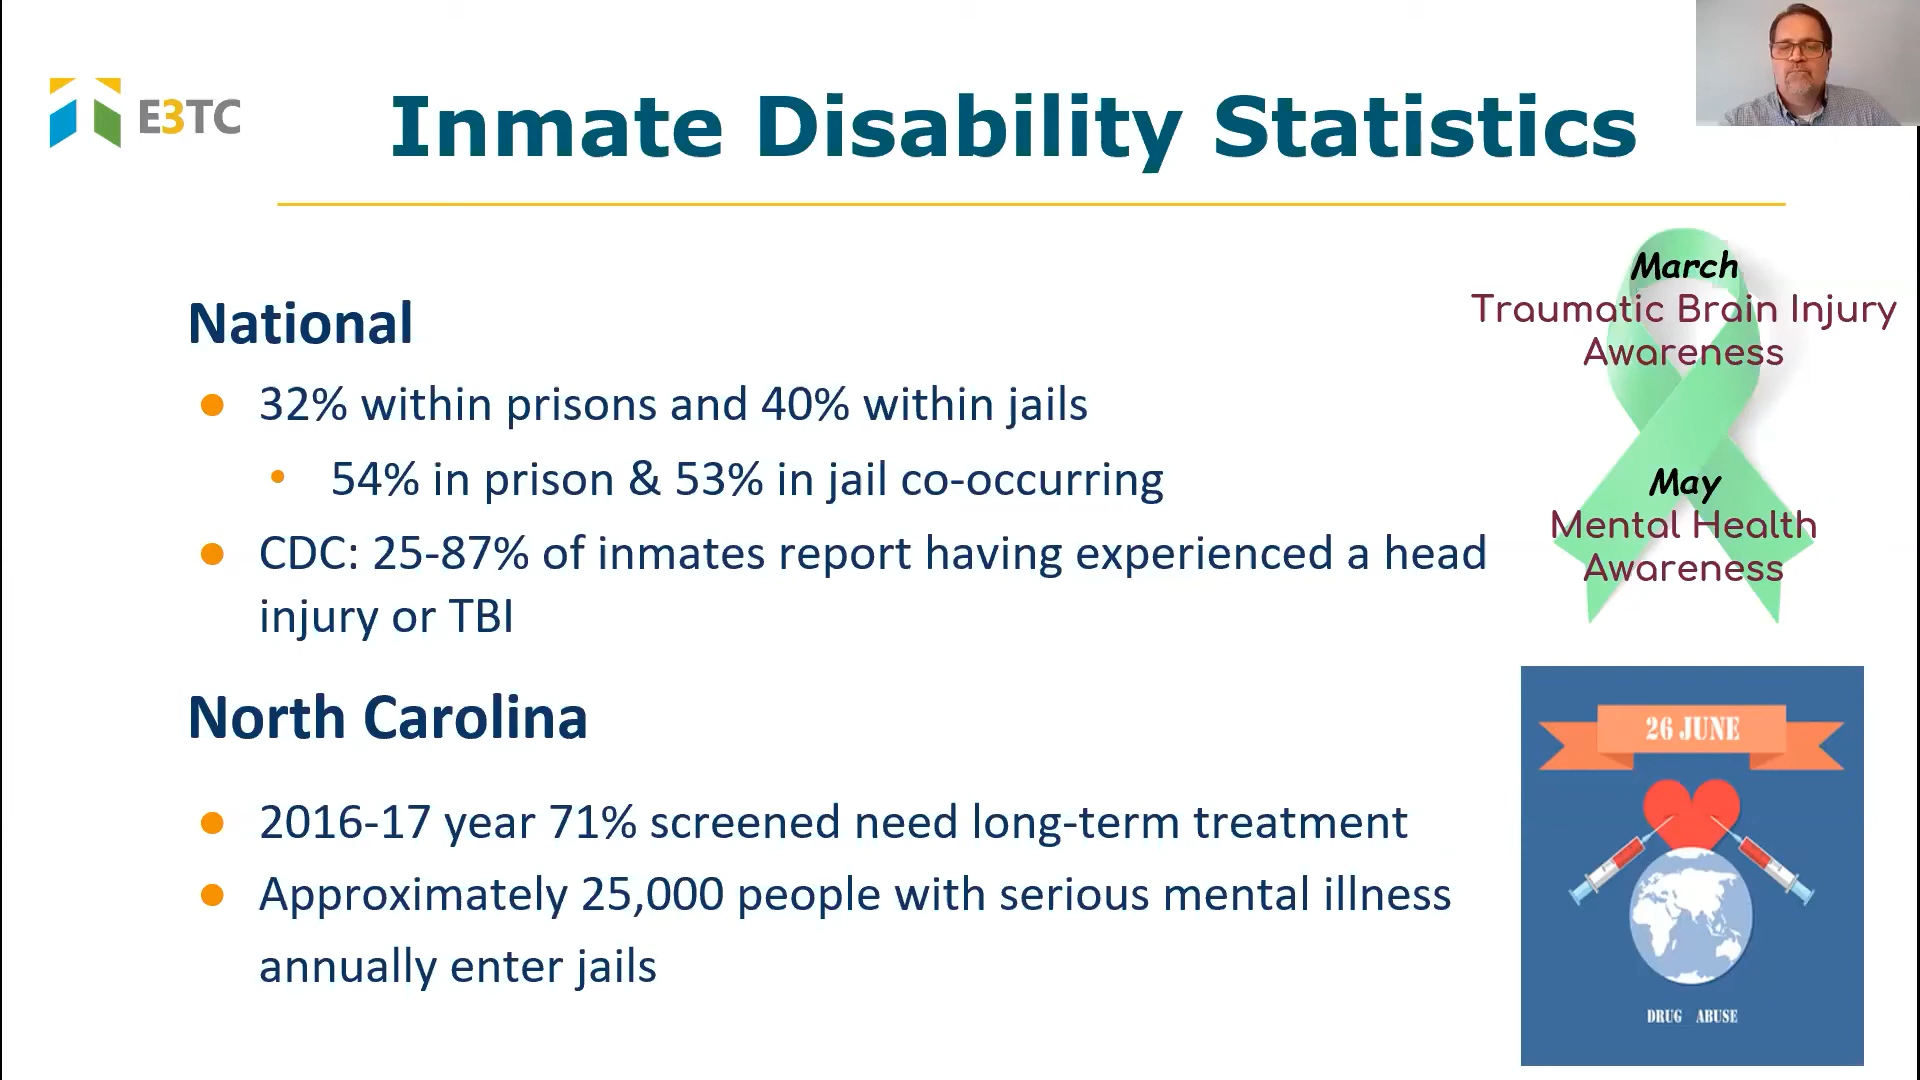 E3TC
Inmate Disability Statistics
National
32% within prisons and 40% within jails
54% in prison & 53% in jail co-occurring
CDC: 25-87% of inmates report having experienced a head
injury or TBI
North Carolina
2016-17 year 71% screened need long-term treatment
Approximately 25,000 people with serious mental illness
annually enter jails
March
Traumatic Brain Injury
Awareness
May
Mental Health
Awareness
26 JUNE
DRUG ABUSE